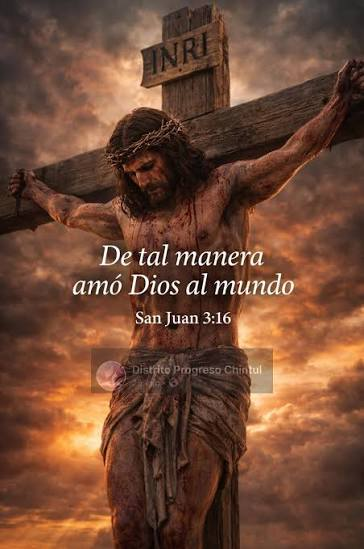 INRI
De tal manera
amó Dios al mundo
San Juan 3:16
Distrito Progreso Chintul